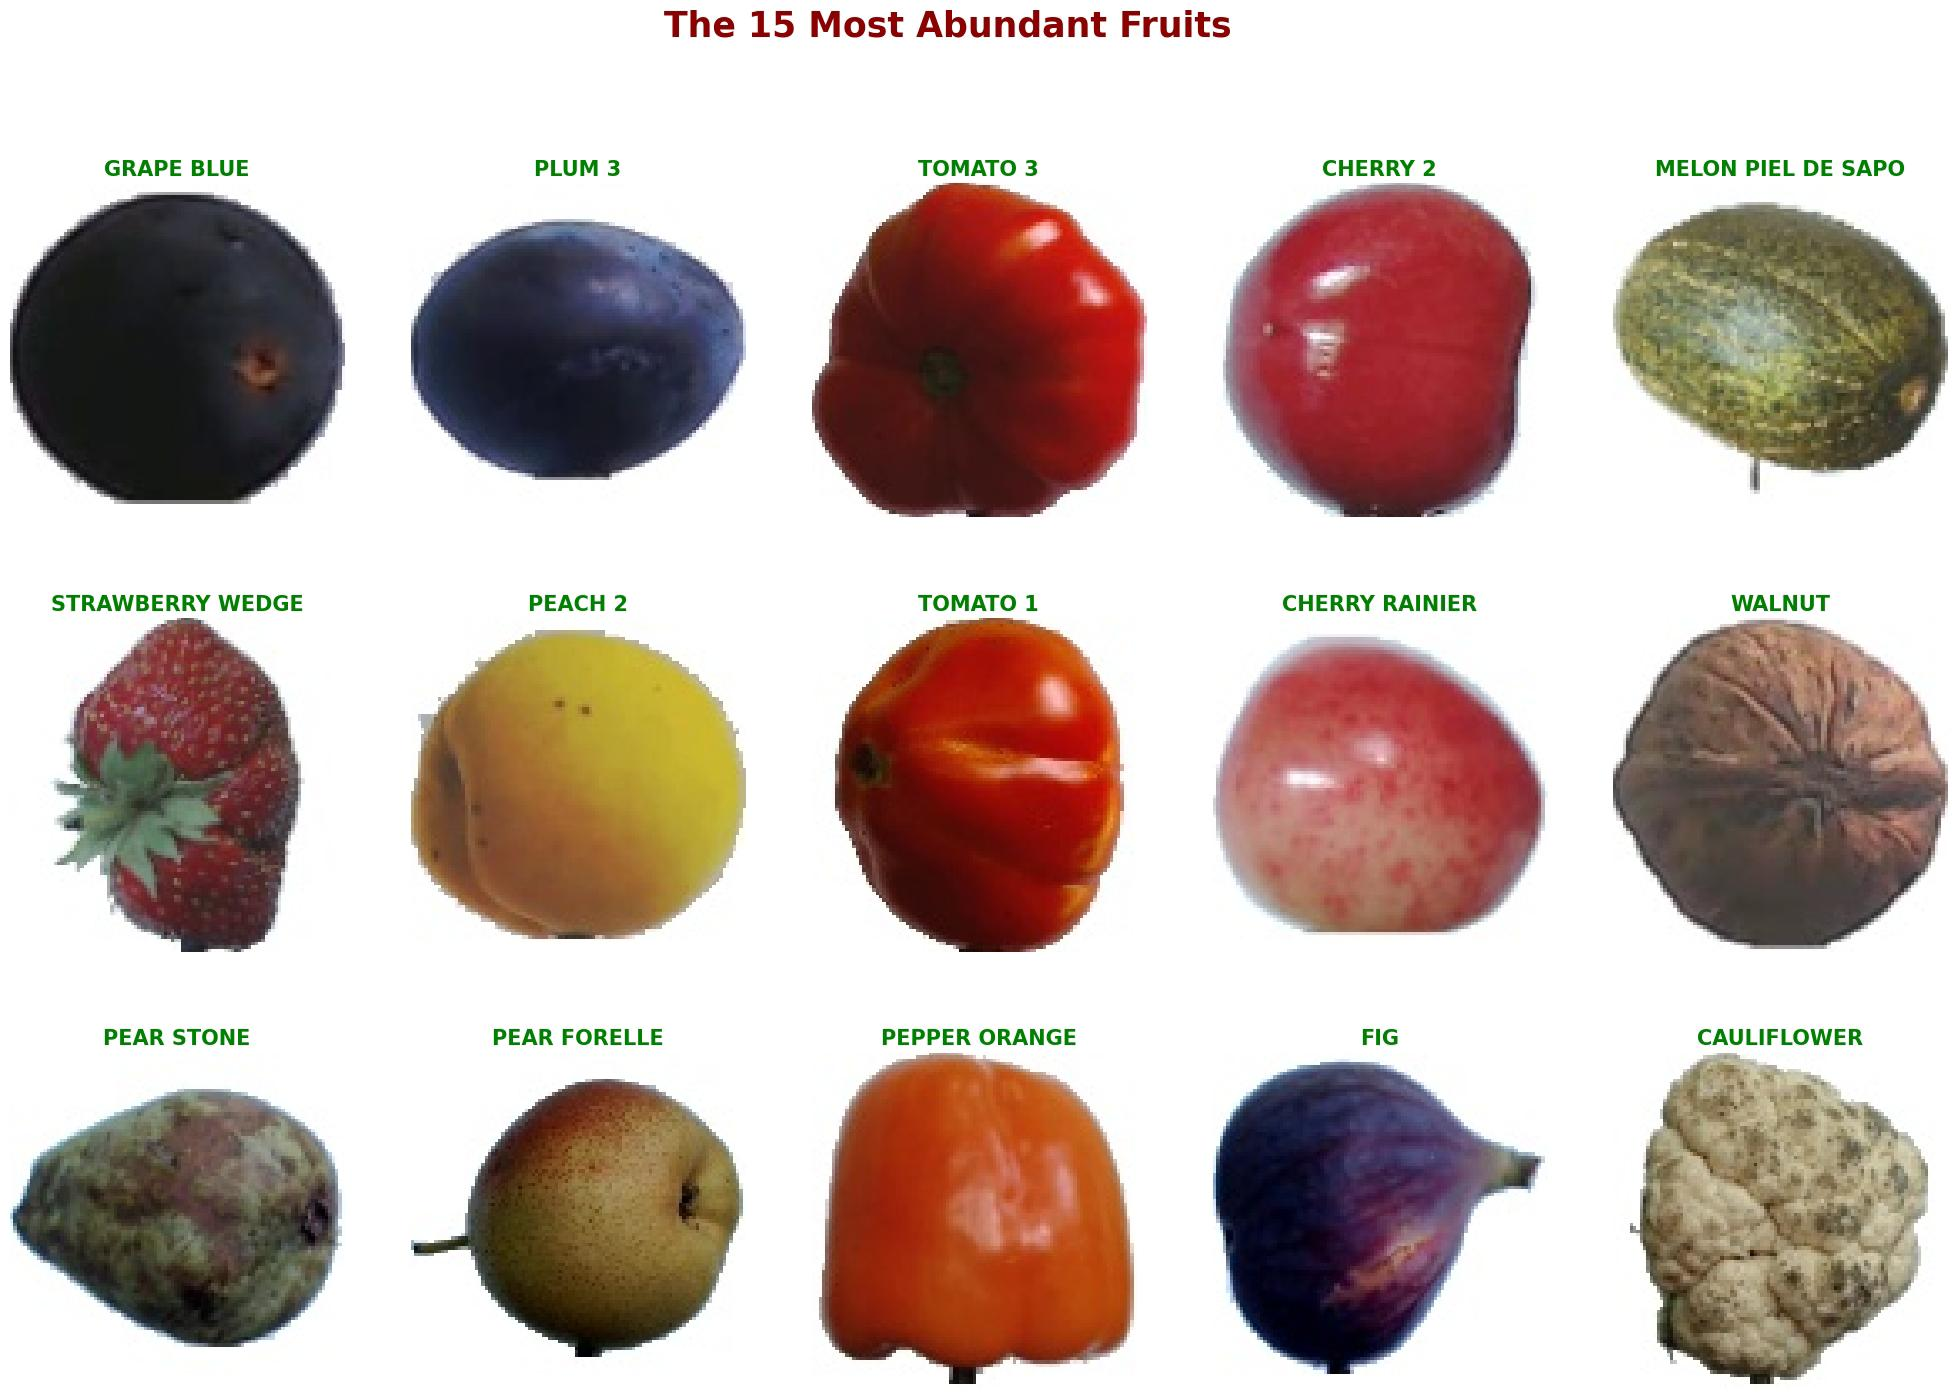 The 15 Most Abundant Fruits
GRAPE BLUE
PLUM 3
TOMATO 3
CHERRY 2
MELON PIEL DE SAPO
STRAWBERRY WEDGE
PEACH 2
TOMATO 1
CHERRY RAINIER
WALNUT
PEAR STONE
PEAR FORELLE
PEPPER ORANGE
FIG
CAULIFLOWER